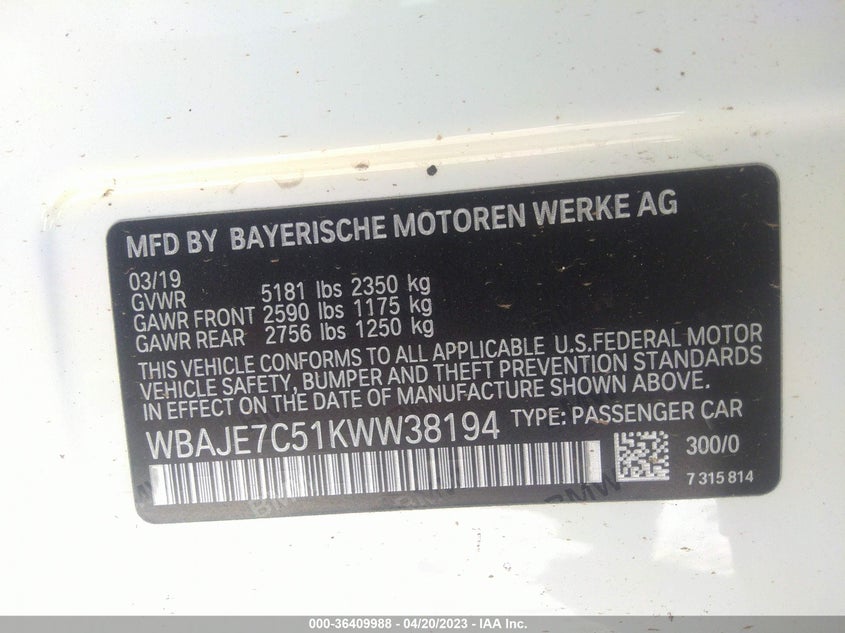 MFD BY BAYERISCHE MOTOREN WERKE AG
03/19
GVWR 5181 lbs 2350 kg
GAWR FRONT 2590 lbs 1175 kg
GAWR REAR 2756 lbs 1250 kg
THIS VEHICLE CONFORMS TO ALL APPLICABLE U.S.FEDERAL MOTOR
VEHICLE SAFETY, BUMPER AND THEFT PREVENTION STANDARDS
IN EFFECT ON THE DATE OF MANUFACTURE SHOWN ABOVE.
WBAJE7C51KWW38194 TYPE: PASSENGER CAR
300/0
7 315 814
BMW BMW
000-36409988 - 04/20/2023 - IAA Inc.